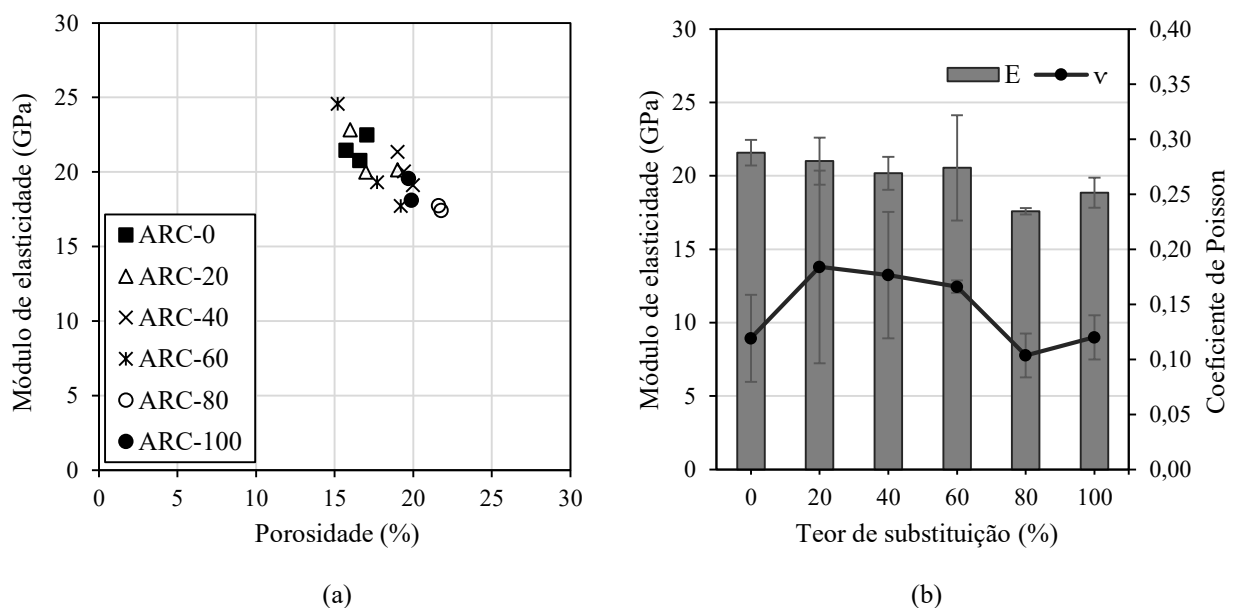 30
25
20
15
10
5
0
Módulo de elasticidade (GPa)
ARC-0
ARC-20
ARC-40
ARC-60
ARC-80
ARC-100
0 5 10 15 20 25 30
Porosidade (%)
(a)
30
25
20
15
10
5
0
Módulo de elasticidade (GPa)
E ν
0,40
0,35
0,30
0,25
0,20
0,15
0,10
0,05
0,00
Coeficiente de Poisson
0 20 40 60 80 100
Teor de substituição (%)
(b)